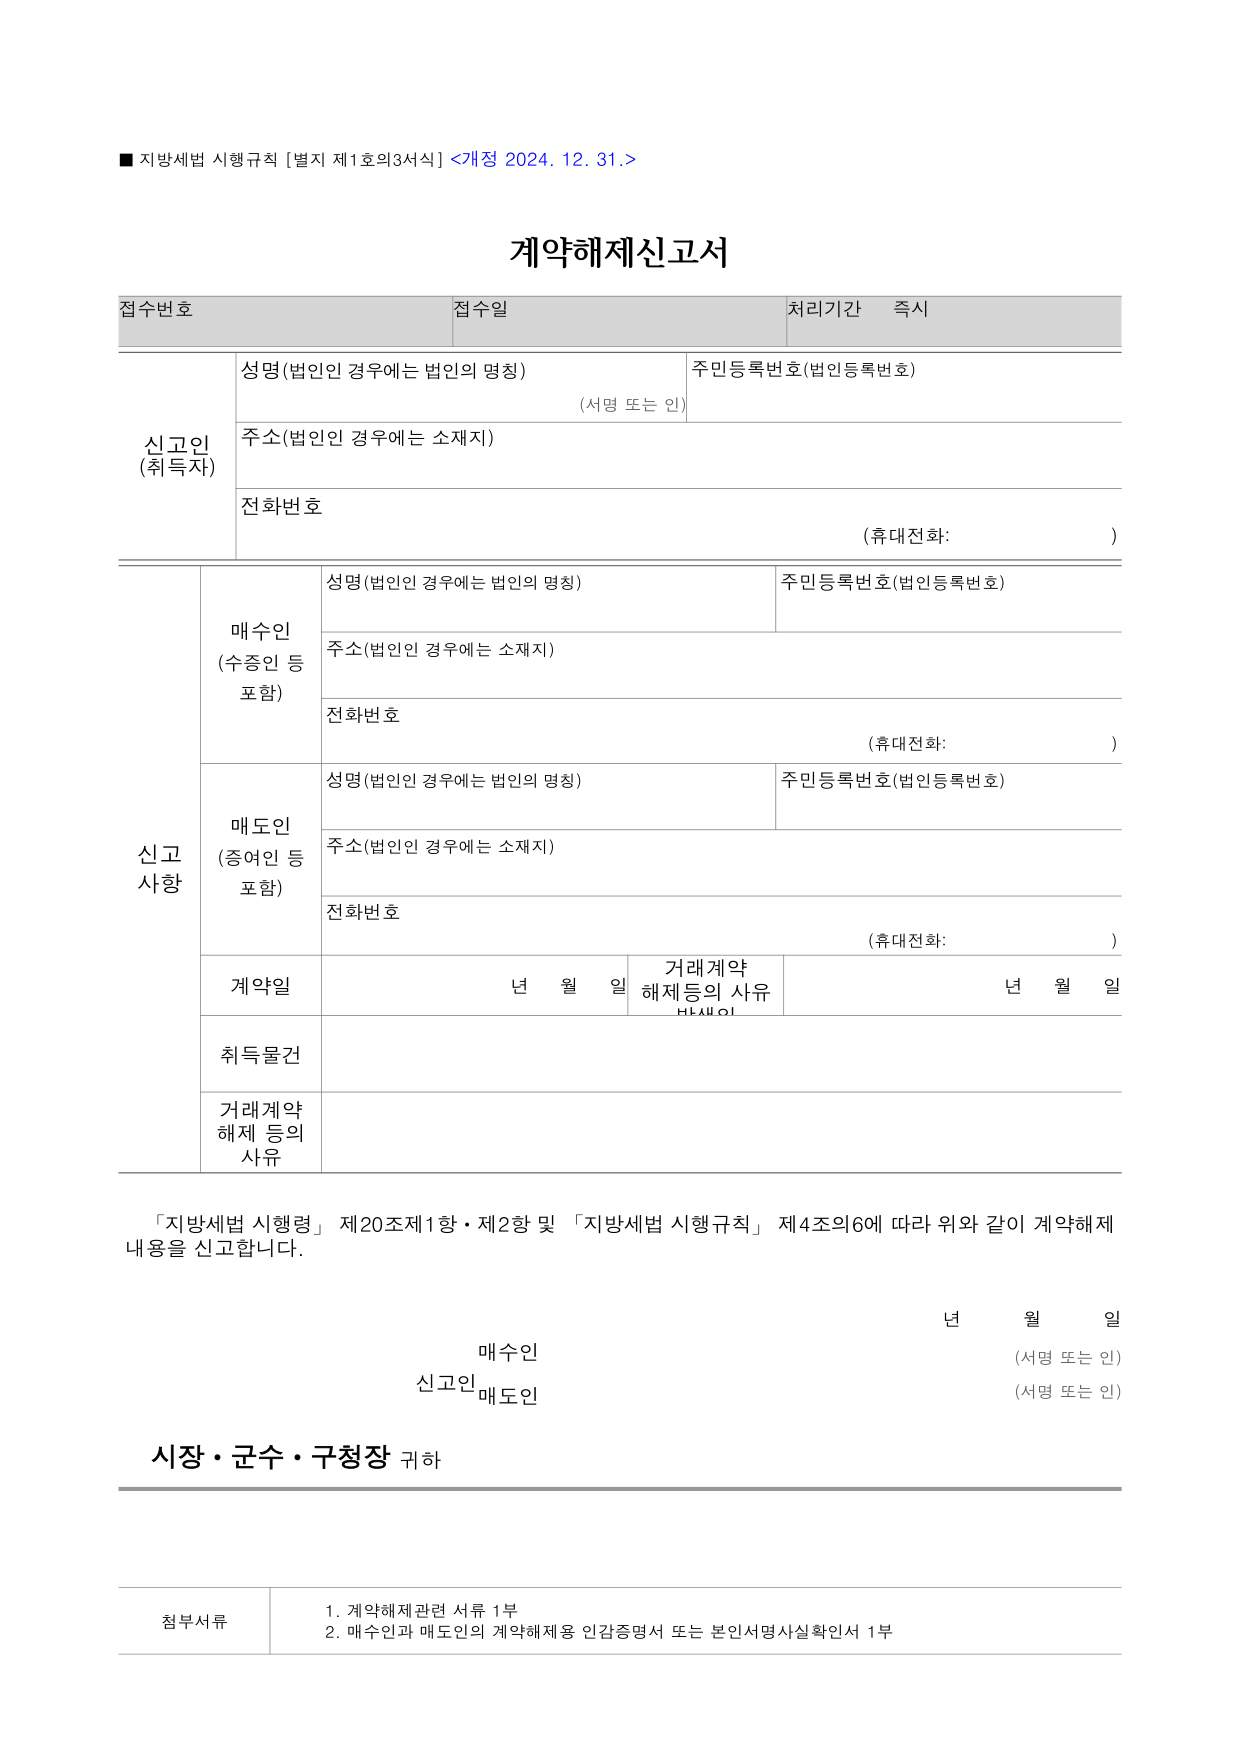 ■ 지방세법 시행규칙 [별지 제1호의3서식] <개정 2024. 12. 31.>
계약해제신고서
접수번호 접수일 처리기간 즉시
신고인
(취득자)
성명(법인인 경우에는 법인의 명칭)
(서명 또는 인)
주민등록번호(법인등록번호)
주소(법인인 경우에는 소재지)
전화번호
(휴대전화: )
신고
사항
매수인
(수증인 등
포함)
성명(법인인 경우에는 법인의 명칭)
주민등록번호(법인등록번호)
주소(법인인 경우에는 소재지)
전화번호
(휴대전화: )
매도인
(증여인 등
포함)
성명(법인인 경우에는 법인의 명칭)
주민등록번호(법인등록번호)
주소(법인인 경우에는 소재지)
전화번호
(휴대전화: )
계약일
년 월 일
거래계약
해제등의 사유
년 월 일
취득물건
거래계약
해제 등의
사유
「지방세법 시행령」 제20조제1항·제2항 및 「지방세법 시행규칙」 제4조의6에 따라 위와 같이 계약해제
내용을 신고합니다.
년 월 일
신고인
매수인 (서명 또는 인)
매도인 (서명 또는 인)
시장·군수·구청장 귀하
첨부서류
1. 계약해제관련 서류 1부
2. 매수인과 매도인의 계약해제용 인감증명서 또는 본인서명사실확인서 1부